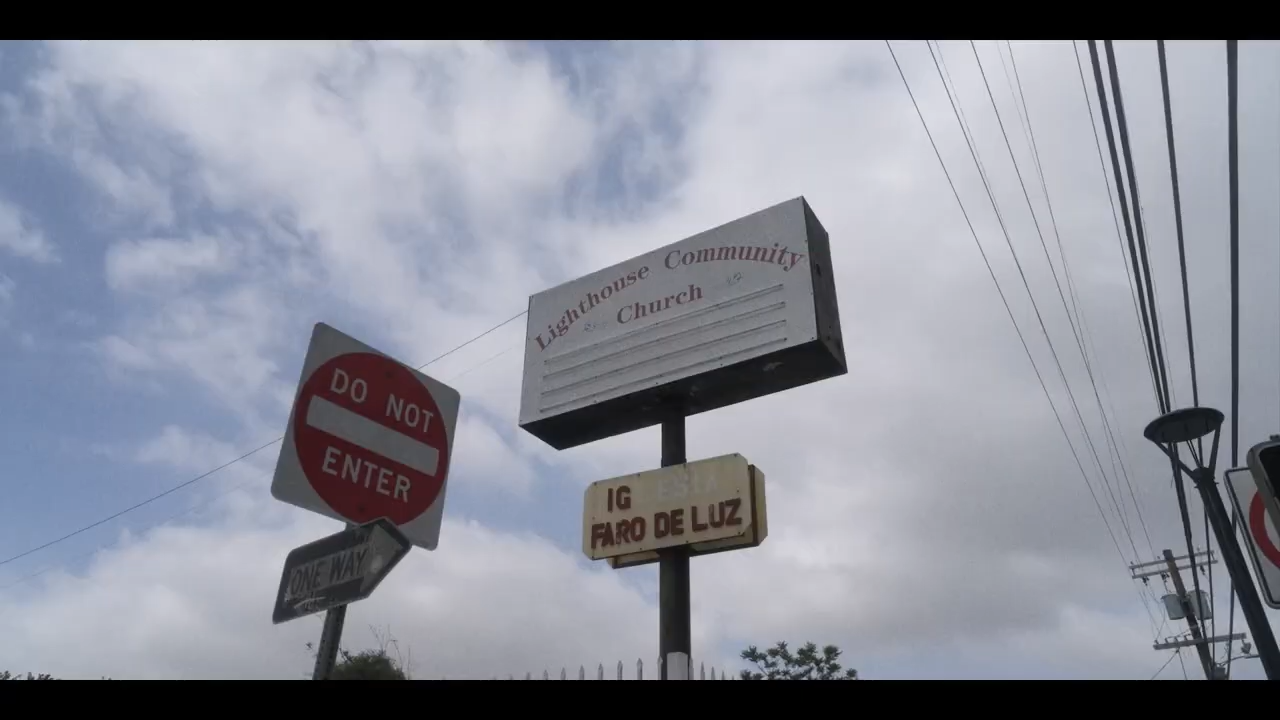 Lighthouse Community
Church
DO NOT
ENTER
ONE WAY
IG
FARO DE LUZ